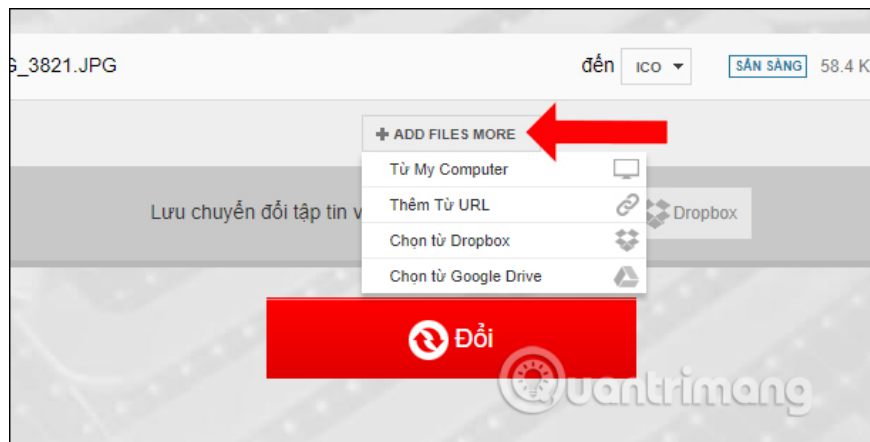 G_3821.JPG đến ICO SẴN SÀNG 58.4 K
ADD FILES MORE
Từ My Computer
Thêm Từ URL
Lưu chuyển đổi tập tin v
Dropbox
Chọn từ Dropbox
Chọn từ Google Drive
Đổi
Quantrimang